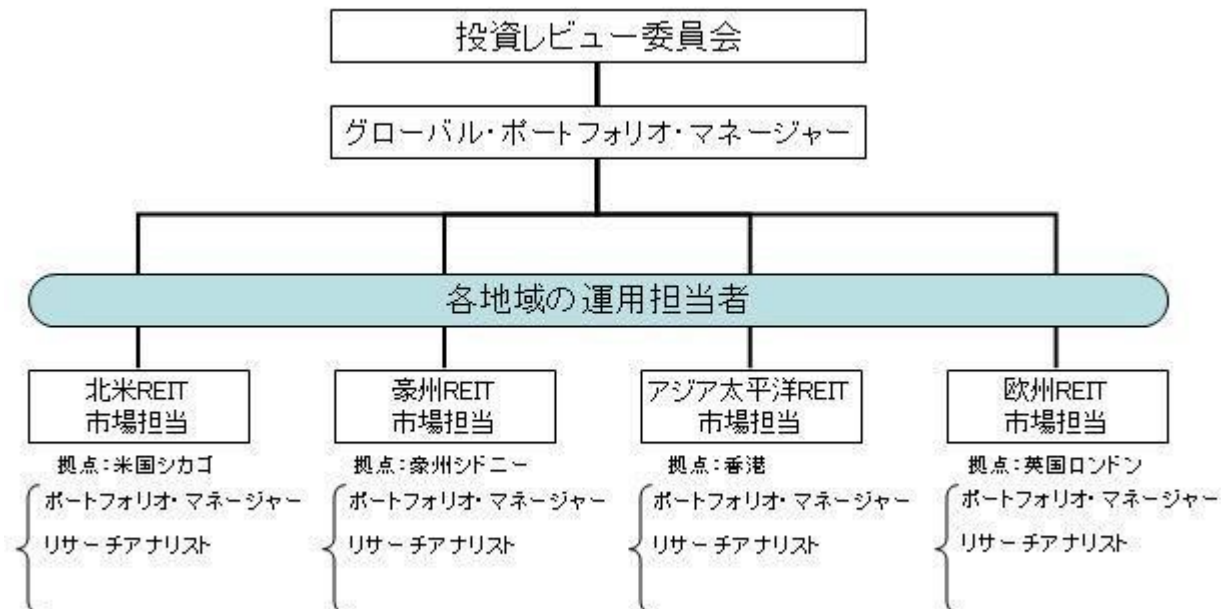 投資レビュー委員会
グローバル・ポートフォリオ・マネージャー
各地域の運用担当者
北米REIT
市場担当
拠点：米国シカゴ
ポートフォリオ・マネージャー
リサーチアナリスト
豪州REIT
市場担当
拠点：豪州シドニー
ポートフォリオ・マネージャー
リサーチアナリスト
アジア太平洋REIT
市場担当
拠点：香港
ポートフォリオ・マネージャー
リサーチアナリスト
欧州REIT
市場担当
拠点：英国ロンドン
ポートフォリオ・マネージャー
リサーチアナリスト